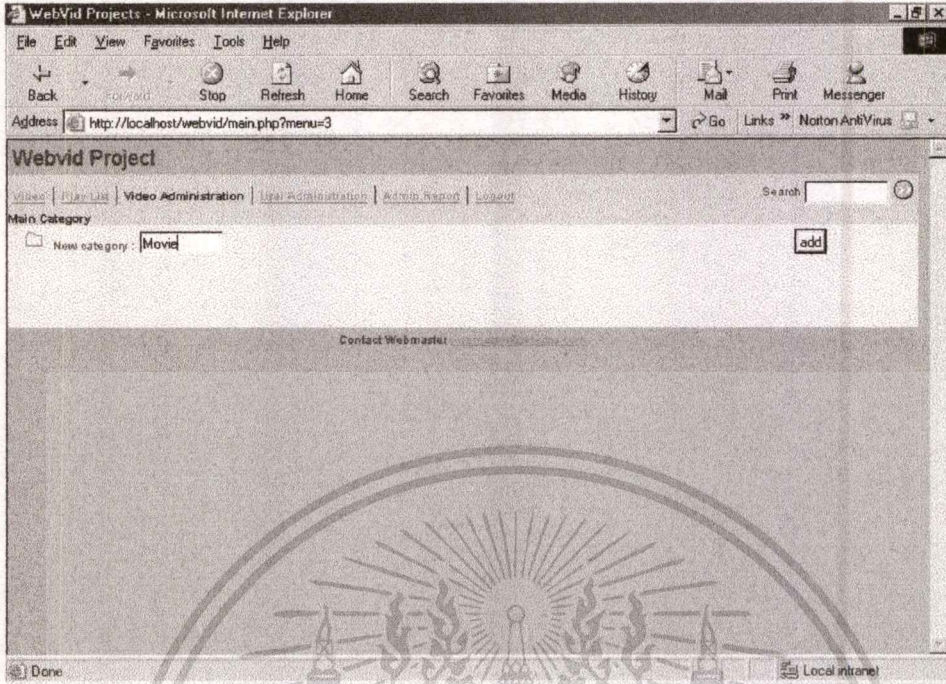 WebVid Projects - Microsoft Internet Explorer
File Edit View Favorites Tools Help
Back Forward Stop Refresh Home Search Favorites Media History Mail Print Messenger
Address http://localhost/webvid/main.php?menu=3 Go Links » Norton AntiVirus
Webvid Project
Video | Play List | Video Administration | User Administration | Admin Report | Logout Search
Main Category
New category : Movie add
Contact Webmaster
Done Local intranet